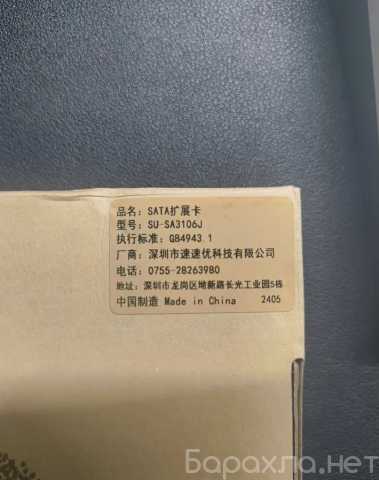 品名: SATA扩展卡
型号: SU-SA3106J
执行标准: GB4943.1
厂商: 深圳市速速优科技有限公司
电话: 0755-28263980
地址: 深圳市龙岗区坳新路长光工业园5栋
中国制造 Made in China 2405
Барахла.нет